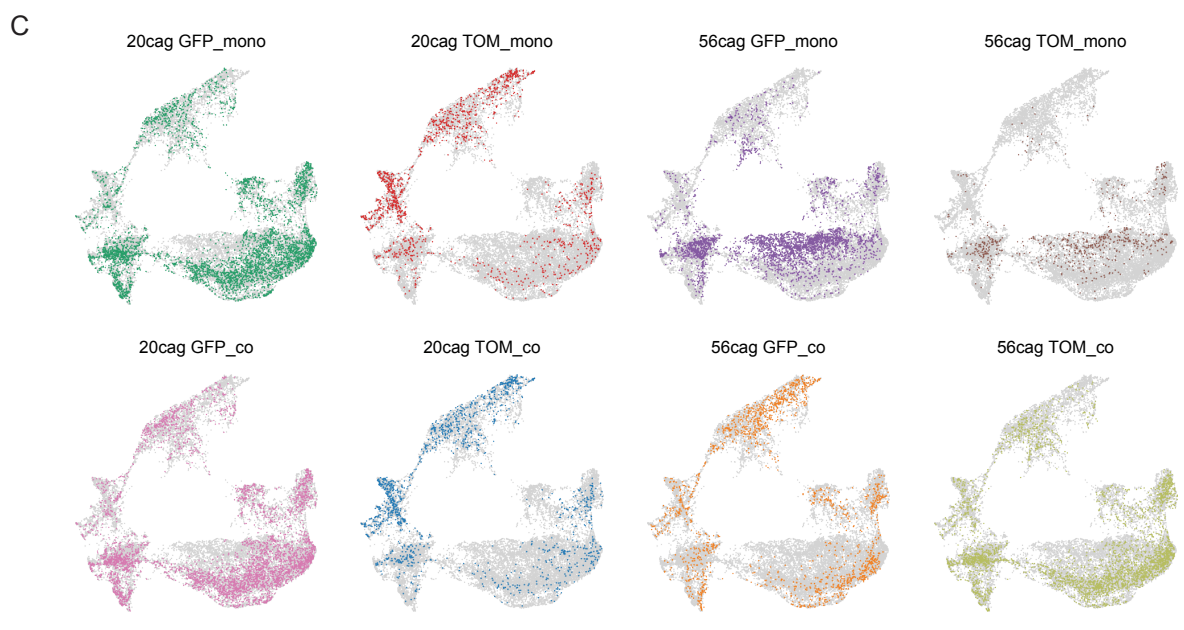 C
20cag GFP_mono
20cag TOM_mono
56cag GFP_mono
56cag TOM_mono
20cag GFP_co
20cag TOM_co
56cag GFP_co
56cag TOM_co